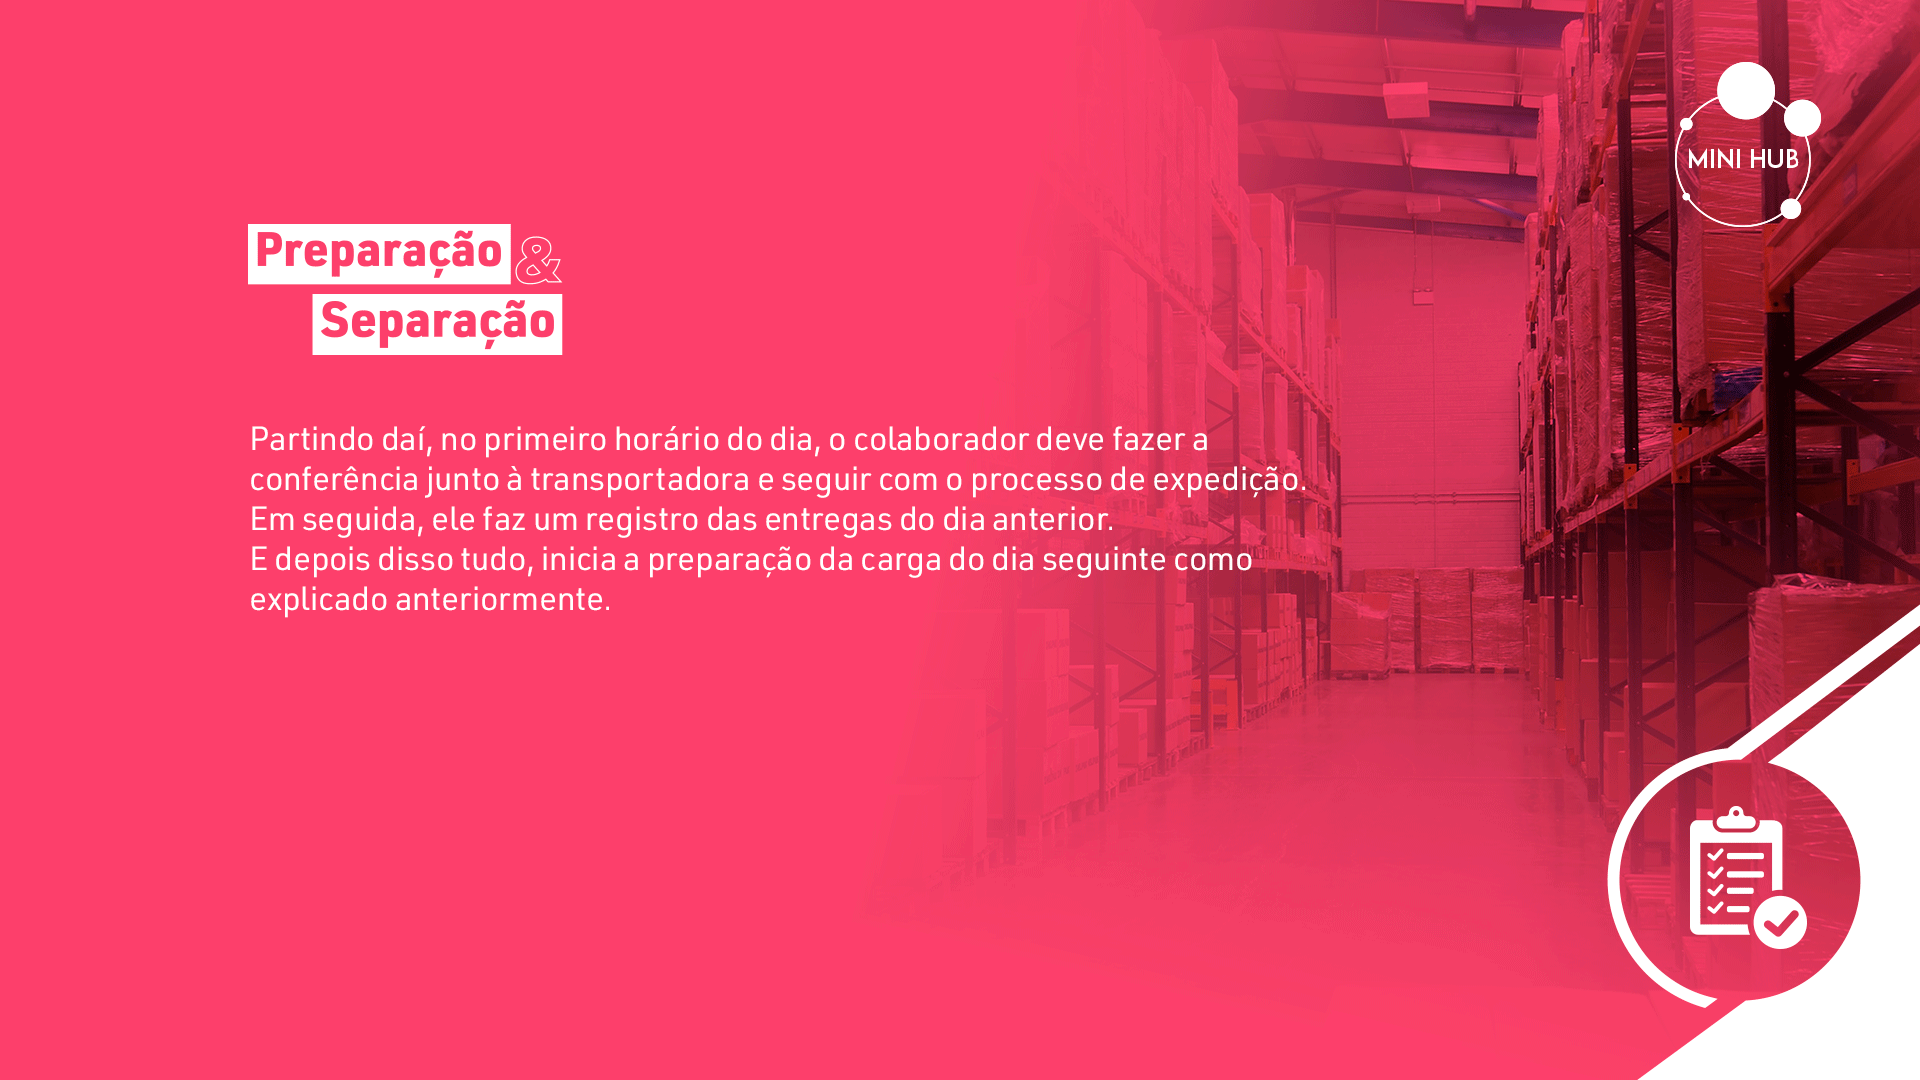 MINI HUB
Preparação &
Separação
Partindo daí, no primeiro horário do dia, o colaborador deve fazer a
conferência junto à transportadora e seguir com o processo de expedição.
Em seguida, ele faz um registro das entregas do dia anterior.
E depois disso tudo, inicia a preparação da carga do dia seguinte como
explicado anteriormente.